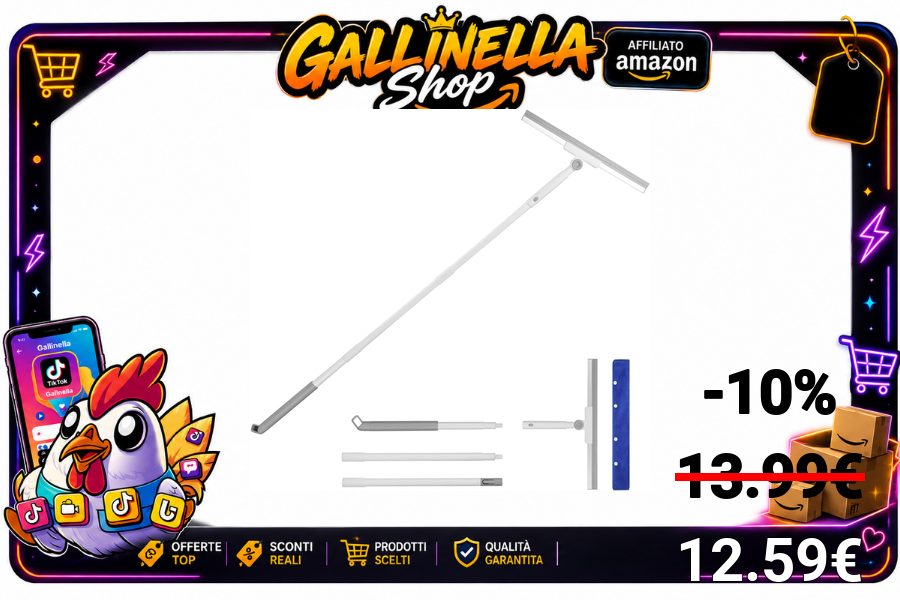 GALLINELLA
Shop
AFFILIATO
amazon
Gallinella
TikTok
Gallinella
-10%
13.99€
12.59€
OFFERTE
TOP
SCONTI
REALI
PRODOTTI
SCELTI
QUALITÀ
GARANTITA